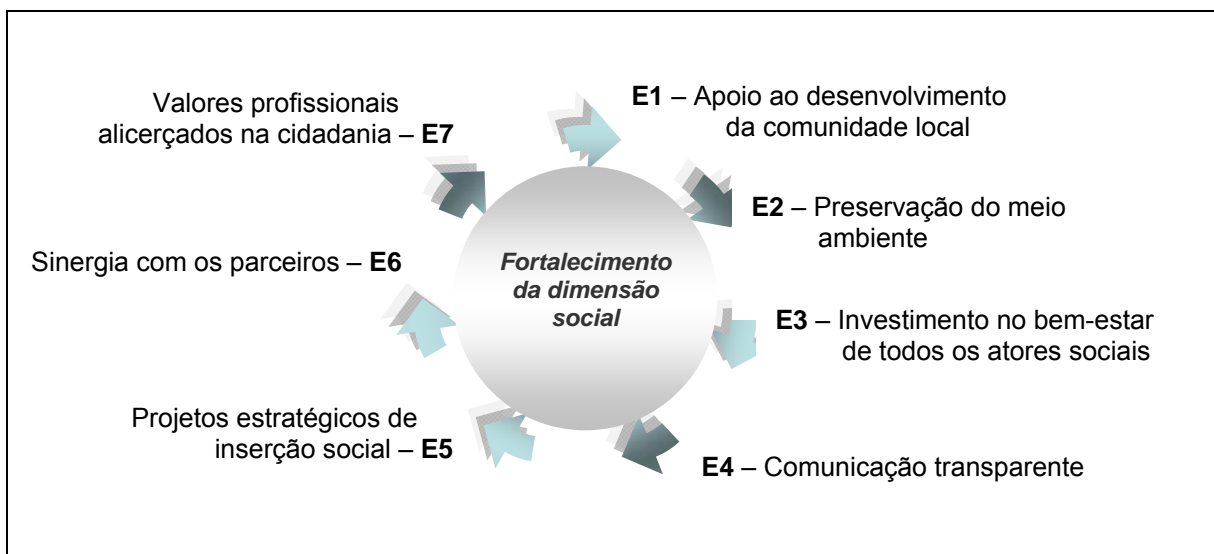 Valores profissionais
alicerçados na cidadania – E7
E1 – Apoio ao desenvolvimento
da comunidade local
E2 – Preservação do meio
ambiente
Sinergia com os parceiros – E6
Fortalecimento
da dimensão
social
E3 – Investimento no bem-estar
de todos os atores sociais
Projetos estratégicos de
inserção social – E5
E4 – Comunicação transparente